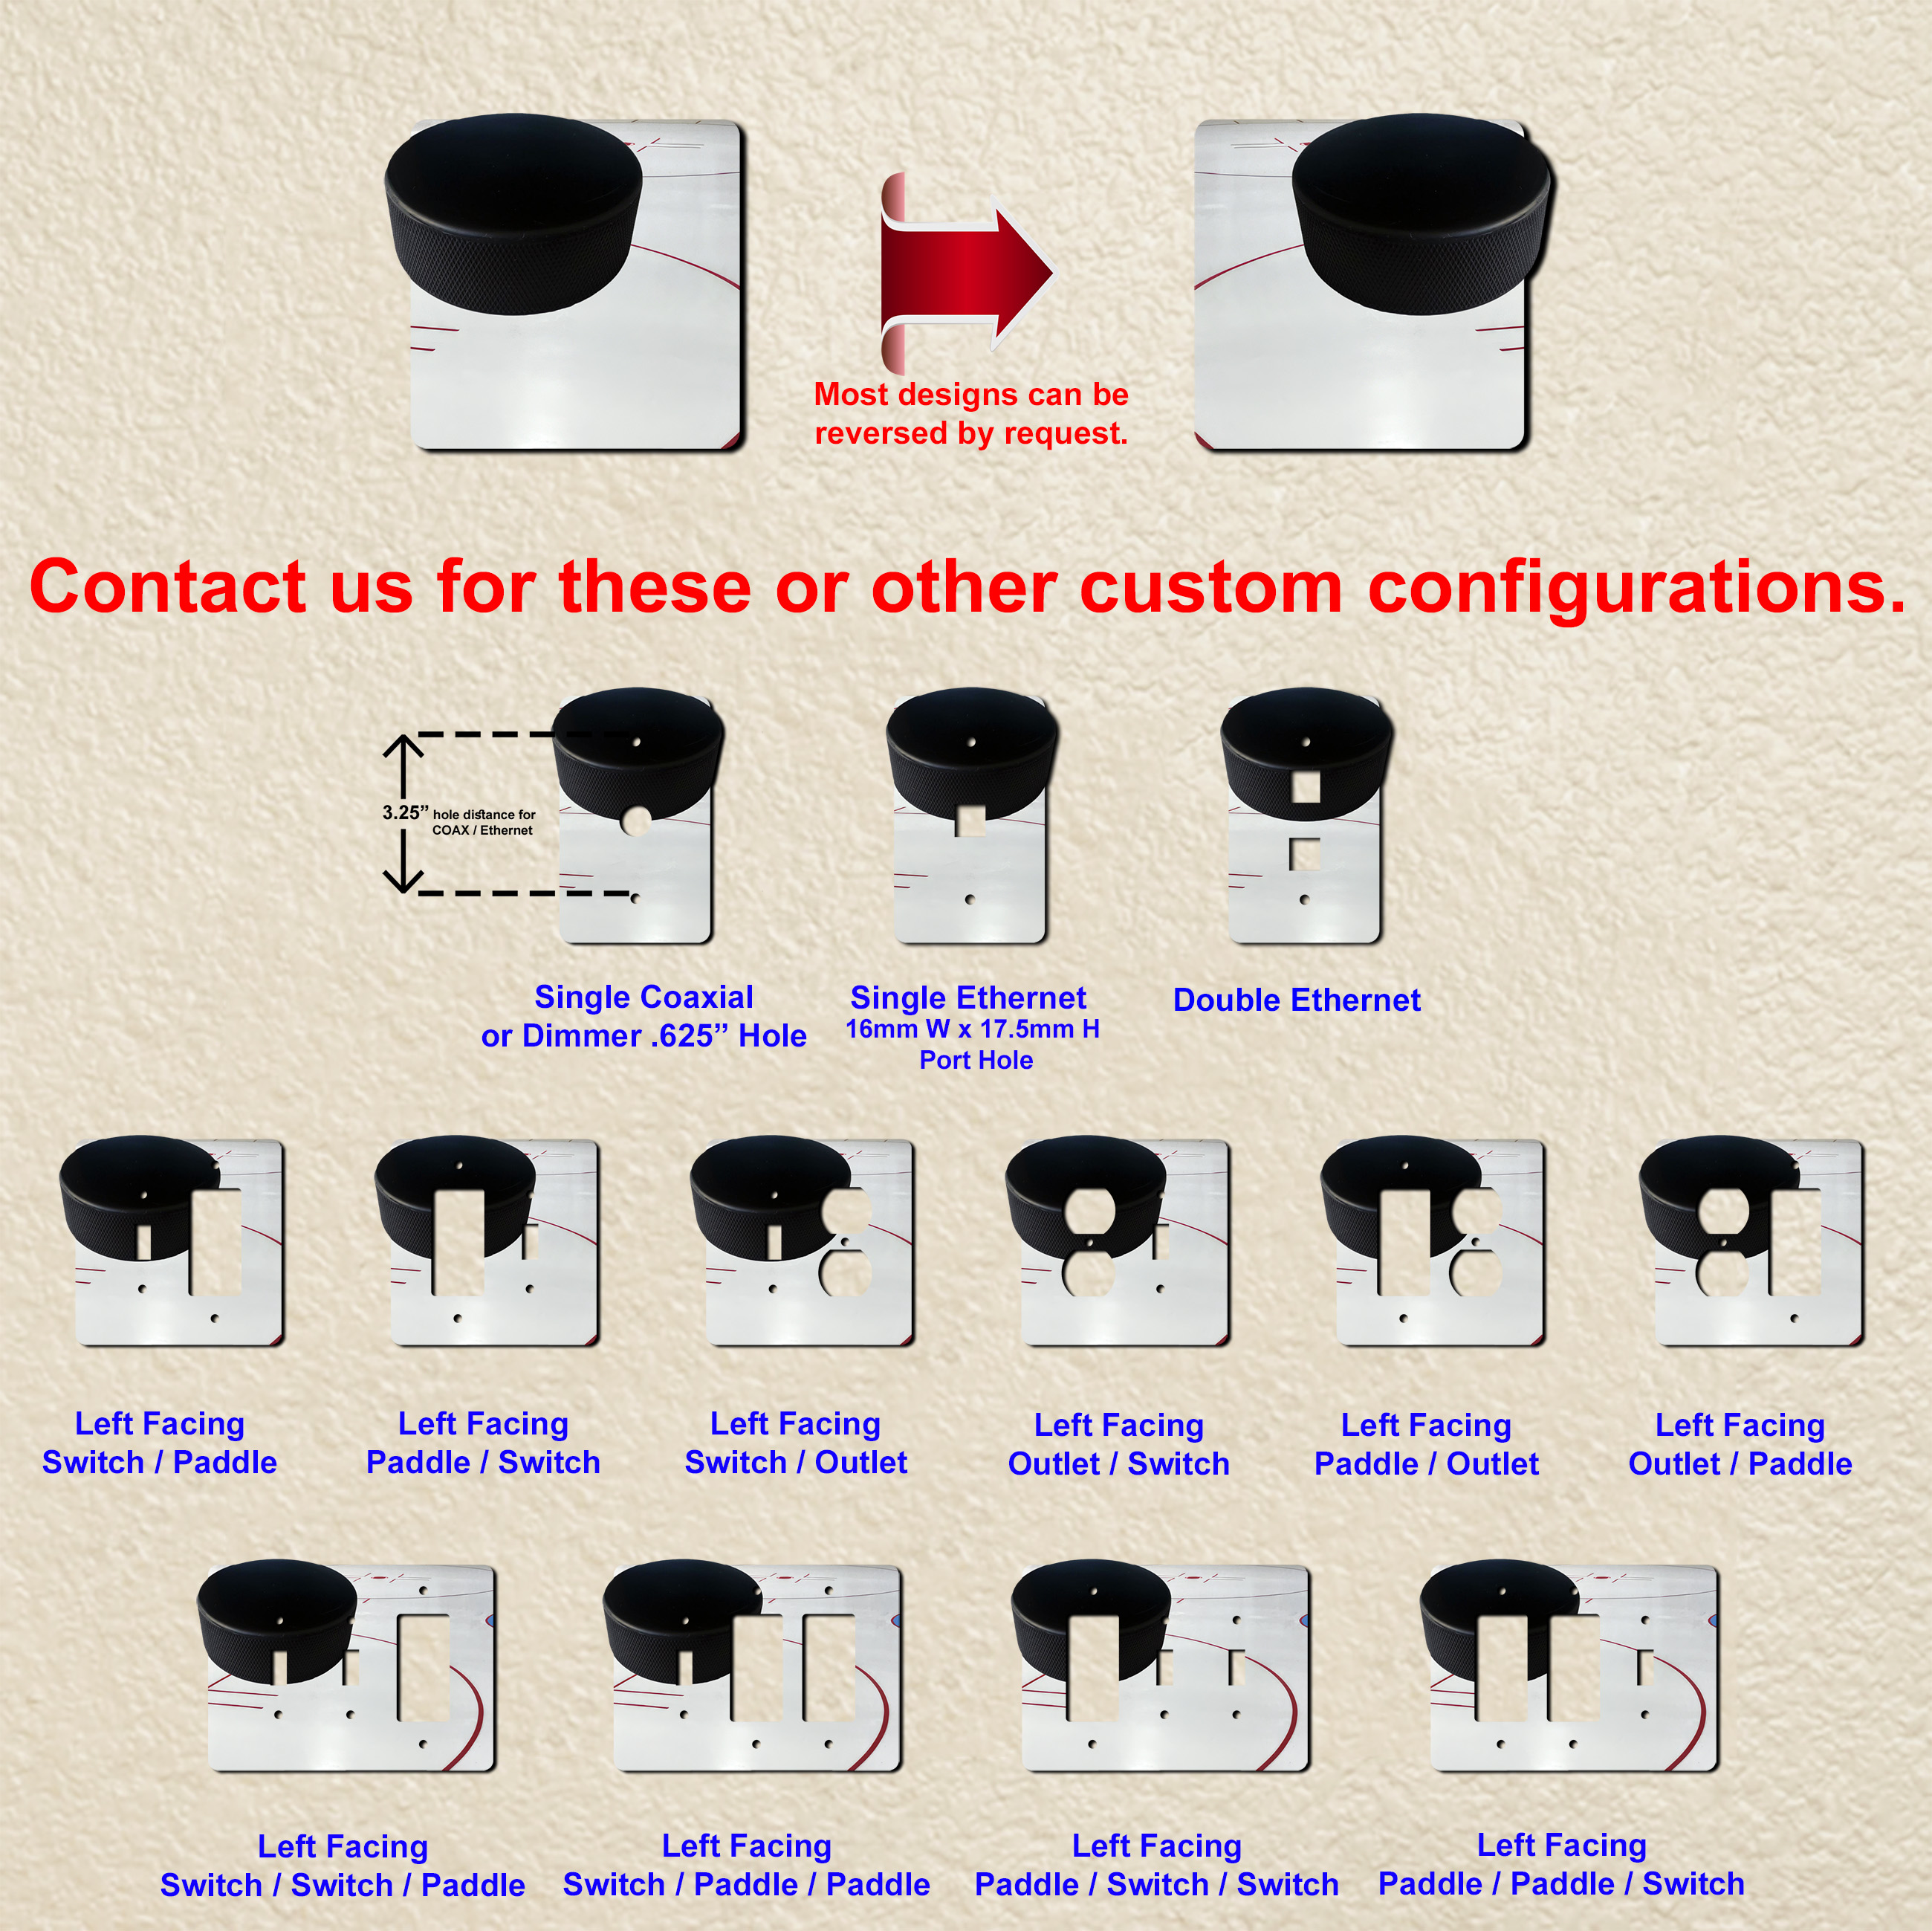 Most designs can be
reversed by request.
Contact us for these or other custom configurations.
3.25” hole distance for
COAX / Ethernet
Single Coaxial
or Dimmer .625” Hole
Single Ethernet
16mm W x 17.5mm H
Port Hole
Double Ethernet
Left Facing
Switch / Paddle
Left Facing
Paddle / Switch
Left Facing
Switch / Outlet
Left Facing
Outlet / Switch
Left Facing
Paddle / Outlet
Left Facing
Outlet / Paddle
Left Facing
Switch / Switch / Paddle
Left Facing
Switch / Paddle / Paddle
Left Facing
Paddle / Switch / Switch
Left Facing
Paddle / Paddle / Switch